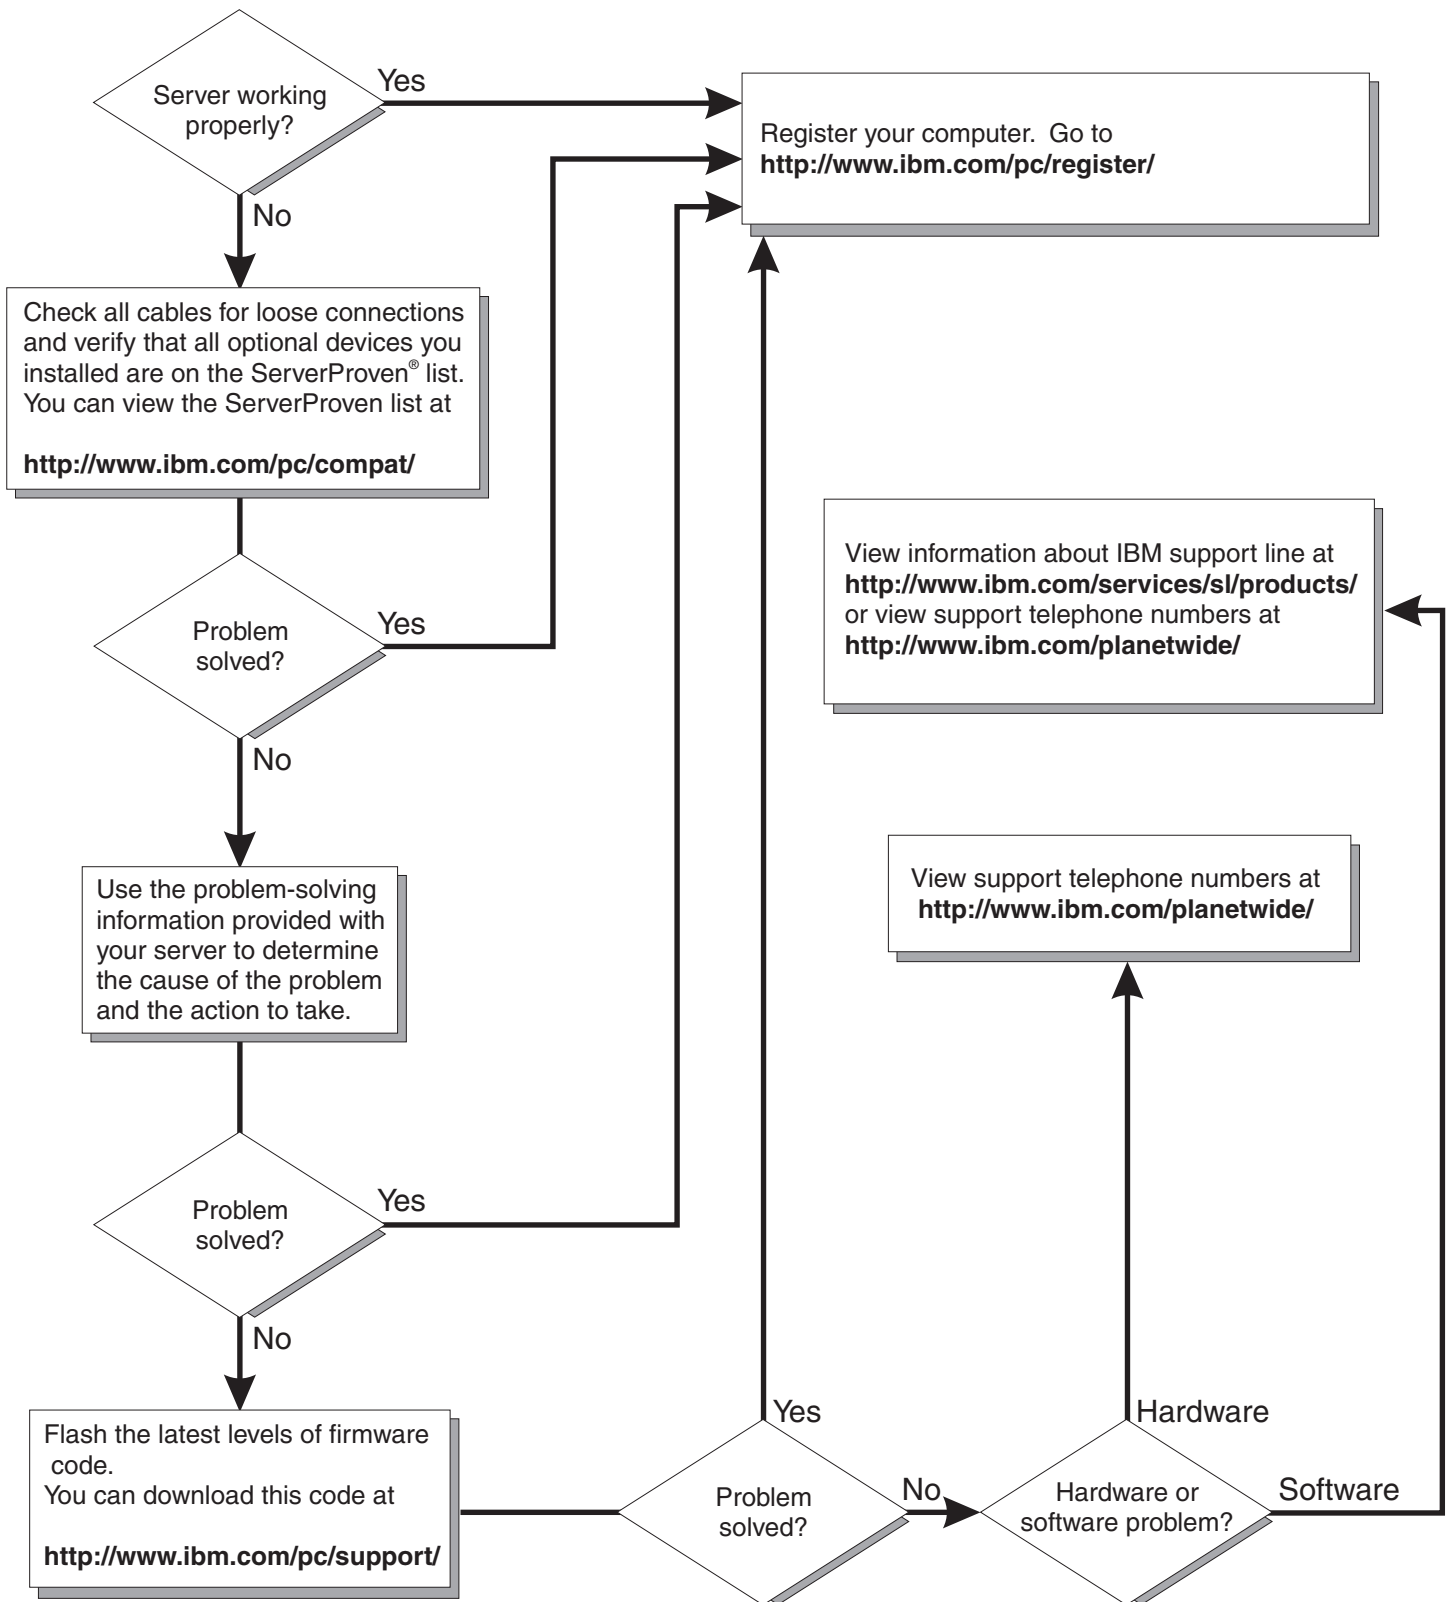 Server working
properly?
Yes
No
Register your computer. Go to
http://www.ibm.com/pc/register/
Check all cables for loose connections
and verify that all optional devices you
installed are on the ServerProven® list.
You can view the ServerProven list at
http://www.ibm.com/pc/compat/
Problem
solved?
Yes
No
View information about IBM support line at
http://www.ibm.com/services/sl/products/
or view support telephone numbers at
http://www.ibm.com/planetwide/
Use the problem-solving
information provided with
your server to determine
the cause of the problem
and the action to take.
View support telephone numbers at
http://www.ibm.com/planetwide/
Problem
solved?
Yes
No
Flash the latest levels of firmware
code.
You can download this code at
http://www.ibm.com/pc/support/
Problem
solved?
Yes
No
Hardware or
software problem?
Hardware
Software